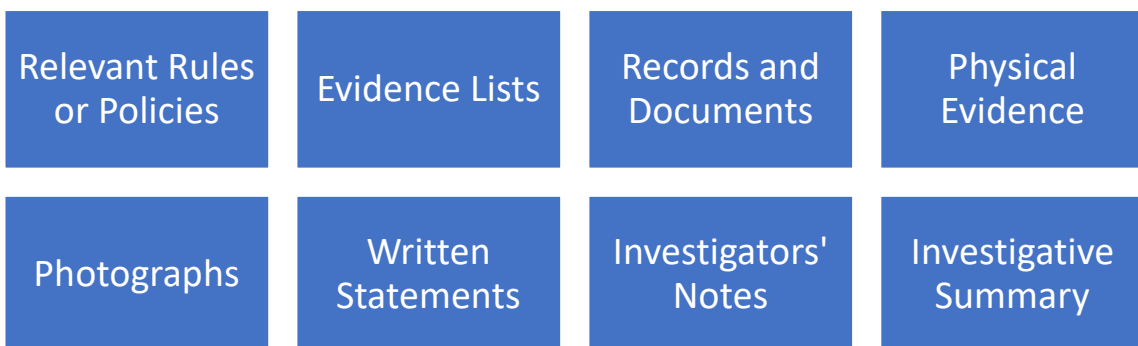 Relevant Rules
or Policies
Evidence Lists
Records and
Documents
Physical
Evidence
Photographs
Written
Statements
Investigators'
Notes
Investigative
Summary